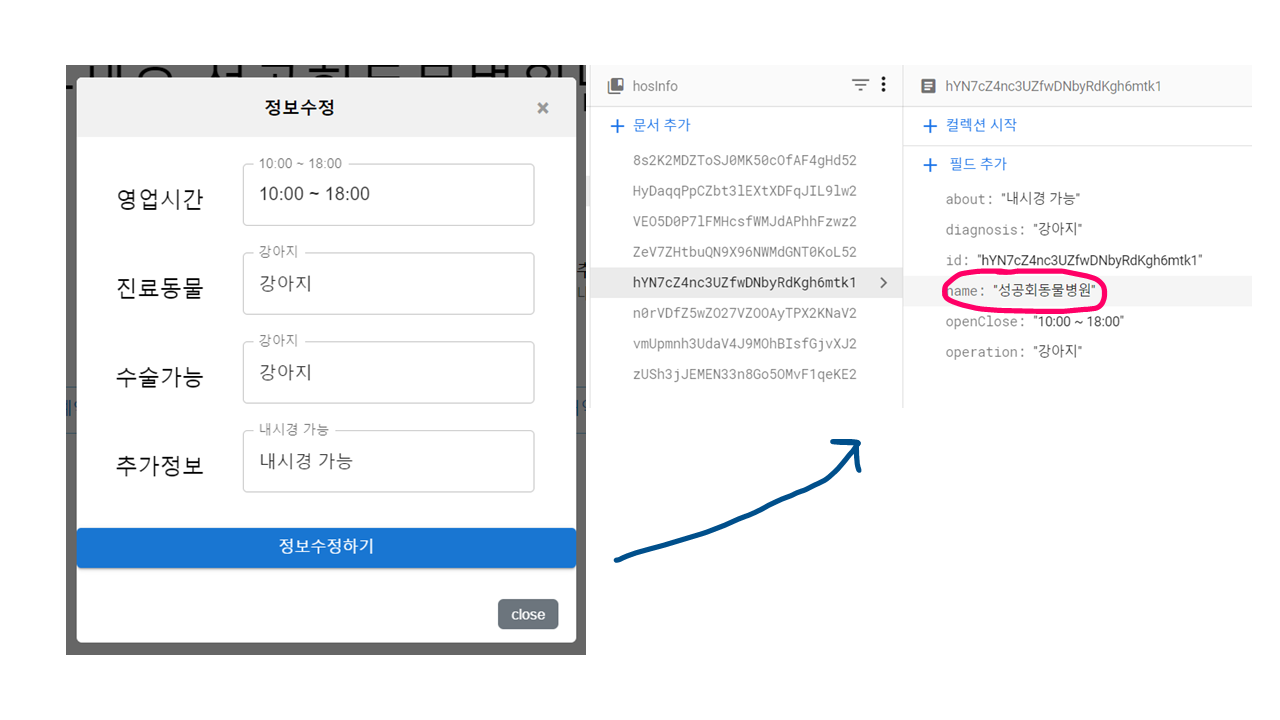 정보수정
×
10:00 ~ 18:00
영업시간
10:00 ~ 18:00
강아지
진료동물
강아지
강아지
수술가능
강아지
내시경 가능
추가정보
내시경 가능
정보수정하기
close
hosInfo
+ 문서 추가
8s2K2MDZToSJ0MK50cOfAF4gHd52
HyDaqqPpCZbt3lEXtXDFqJIL9lw2
VEO5D0P7lFMHcsfWMJdAPhhFzwz2
ZeV7ZHtbuQN9X96NWMdGNT0KoL52
hYN7cZ4nc3UZfwDNbyRdKgh6mtk1
n0rVDfZ5wZO27VZOOAyTPX2KNaV2
vmUpmnh3UdaV4J9MOhBIsfGjvXJ2
zUSh3jJEMEN33n8Go5OMvF1qeKE2
hYN7cZ4nc3UZfwDNbyRdKgh6mtk1
+ 컬렉션 시작
+ 필드 추가
about: "내시경 가능"
diagnosis: "강아지"
id: "hYN7cZ4nc3UZfwDNbyRdKgh6mtk1"
name: "성공회동물병원"
openClose: "10:00 ~ 18:00"
operation: "강아지"